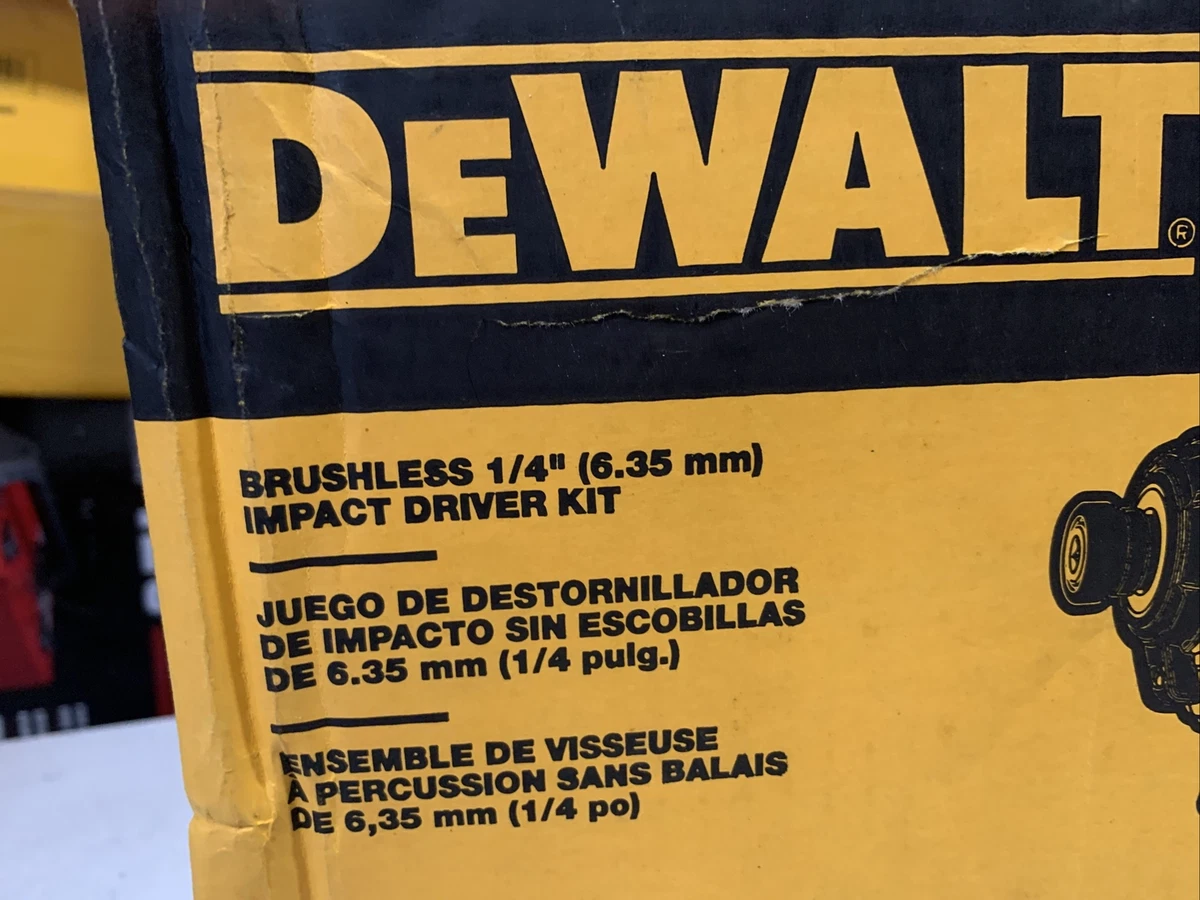 DEWALT®
BRUSHLESS 1/4" (6.35 mm)
IMPACT DRIVER KIT
JUEGO DE DESTORNILLADOR
DE IMPACTO SIN ESCOBILLAS
DE 6.35 mm (1/4 pulg.)
ENSEMBLE DE VISSEUSE
À PERCUSSION SANS BALAIS
DE 6,35 mm (1/4 po)